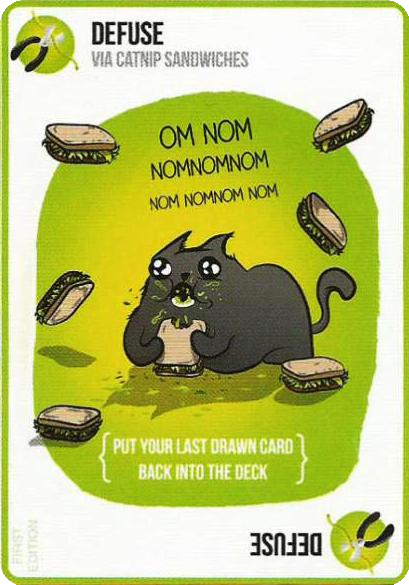 DEFUSE
VIA CATNIP SANDWICHES
OM NOM
NOMNOMNOM
NOM NOMNOM NOM
PUT YOUR LAST DRAWN CARD
BACK INTO THE DECK
DEFUSE
FIRST
EDITION